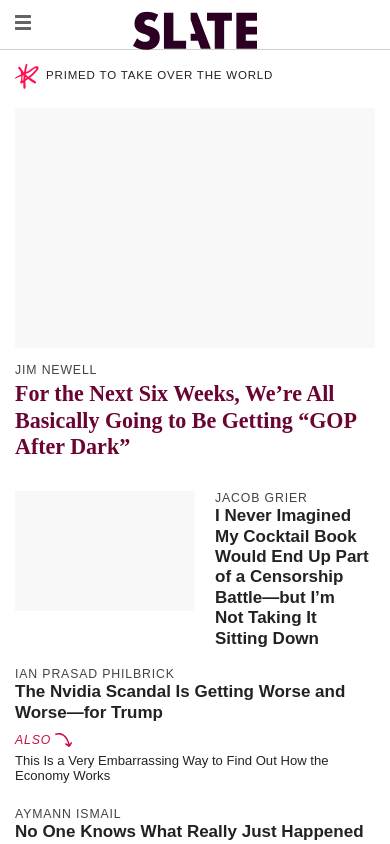 SLATE
PRIMED TO TAKE OVER THE WORLD
JIM NEWELL
For the Next Six Weeks, We’re All
Basically Going to Be Getting “GOP
After Dark”
JACOB GRIER
I Never Imagined
My Cocktail Book
Would End Up Part
of a Censorship
Battle—but I’m
Not Taking It
Sitting Down
IAN PRASAD PHILBRICK
The Nvidia Scandal Is Getting Worse and
Worse—for Trump
ALSO
This Is a Very Embarrassing Way to Find Out How the
Economy Works
AYMANN ISMAIL
No One Knows What Really Just Happened